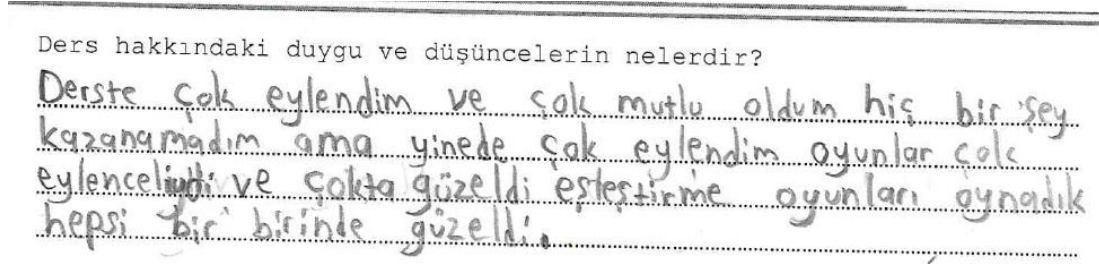 Ders hakkındaki duygu ve düşüncelerin nelerdir?
Derste çok eylendim ve çok mutlu oldum hiç bir şey
kazanamadım ama yinede çok eylendim oyunlar çok
eylenceliydi ve çokta güzeldi eşleştirme oyunları oynadık
hepsi bir birinde güzeldi.